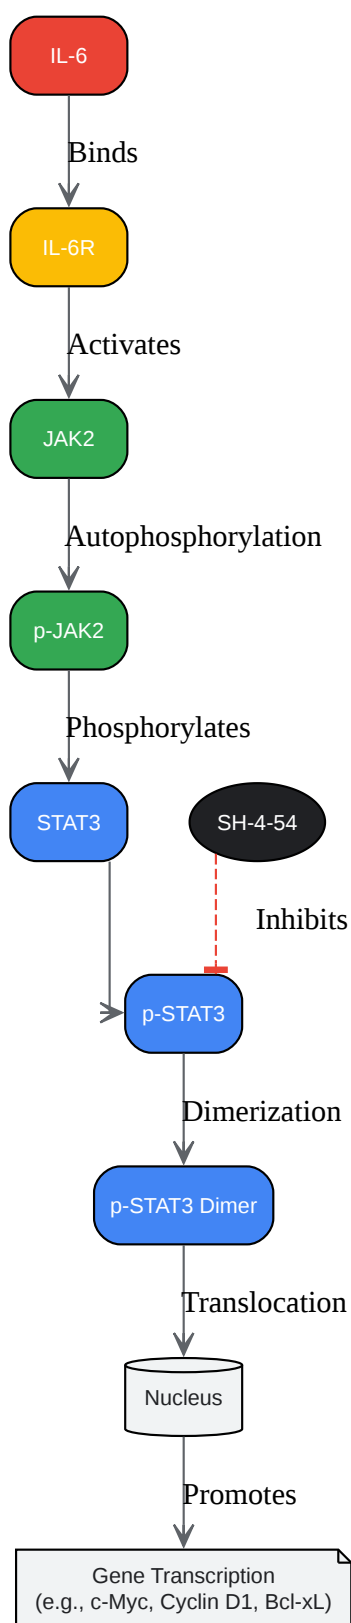 IL-6
Binds
IL-6R
Activates
JAK2
Autophosphorylation
p-JAK2
Phosphorylates
STAT3
SH-4-54
Inhibits
p-STAT3
Dimerization
p-STAT3 Dimer
Translocation
Nucleus
Promotes
Gene Transcription
(e.g., c-Myc, Cyclin D1, Bcl-xL)